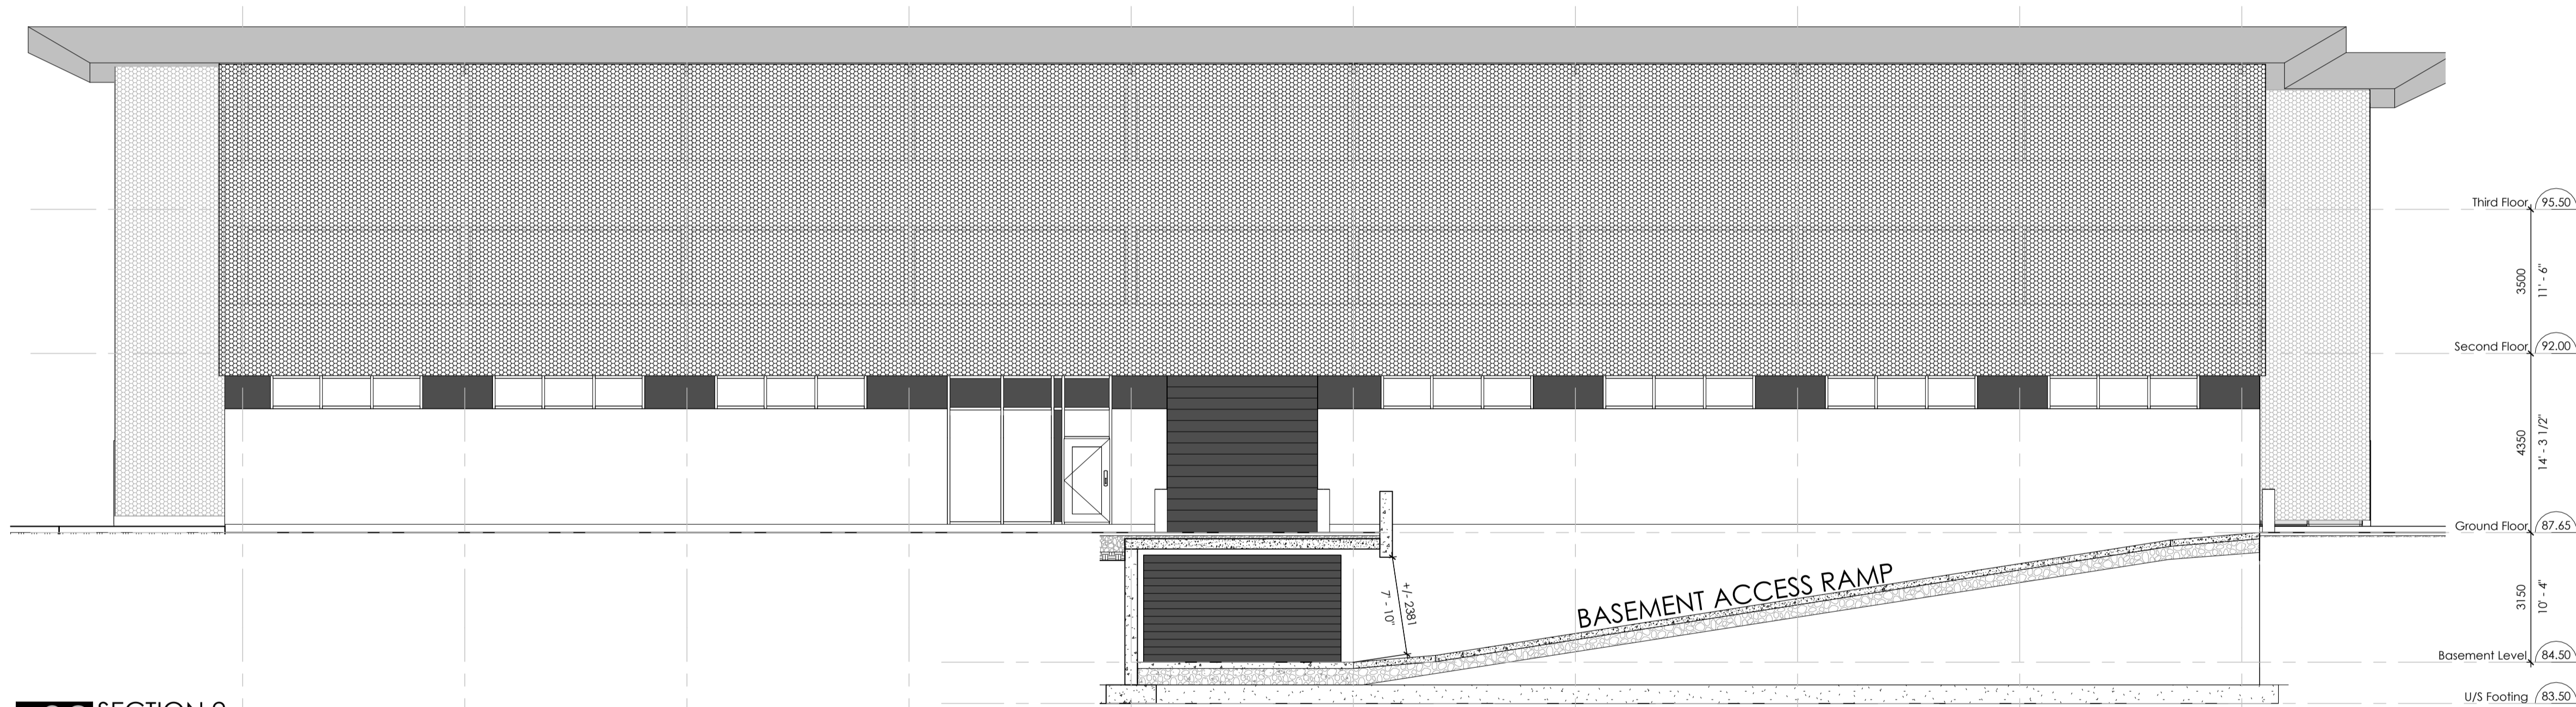 Third Floor 95.50
3500
11' - 6"
Second Floor 92.00
4350
14' - 3 1/2"
Ground Floor 87.65
+/- 2381
7' - 10"
BASEMENT ACCESS RAMP
3150
10' - 4"
Basement Level 84.50
U/S Footing 83.50